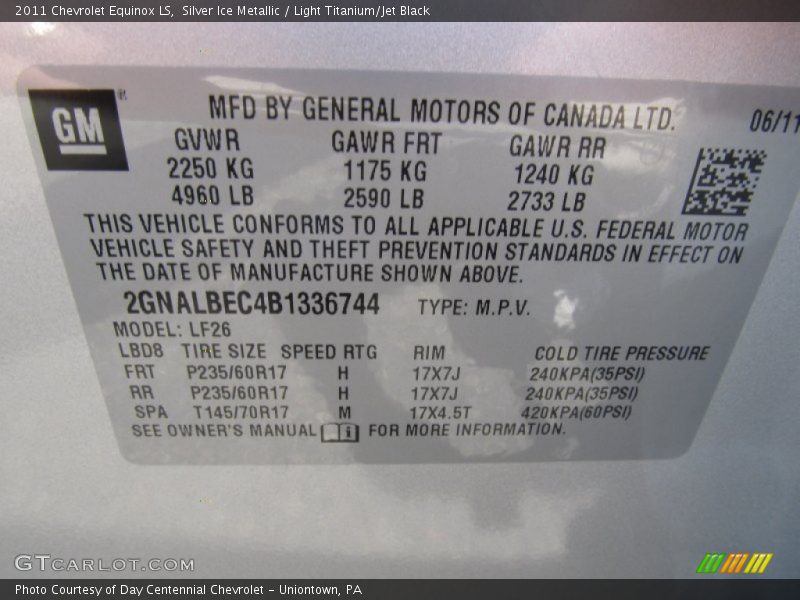 2011 Chevrolet Equinox LS, Silver Ice Metallic / Light Titanium/Jet Black
GM
MFD BY GENERAL MOTORS OF CANADA LTD. 06/11
GVWR GAWR FRT GAWR RR
2250 KG 1175 KG 1240 KG
4960 LB 2590 LB 2733 LB
THIS VEHICLE CONFORMS TO ALL APPLICABLE U.S. FEDERAL MOTOR
VEHICLE SAFETY AND THEFT PREVENTION STANDARDS IN EFFECT ON
THE DATE OF MANUFACTURE SHOWN ABOVE.
2GNALBEC4B1336744 TYPE: M.P.V.
MODEL: LF26
LBD8 TIRE SIZE SPEED RTG RIM COLD TIRE PRESSURE
FRT P235/60R17 H 17X7J 240KPA(35PSI)
RR P235/60R17 H 17X7J 240KPA(35PSI)
SPA T145/70R17 M 17X4.5T 420KPA(60PSI)
SEE OWNER'S MANUAL FOR MORE INFORMATION.
GTCARLOT.COM
Photo Courtesy of Day Centennial Chevrolet - Uniontown, PA